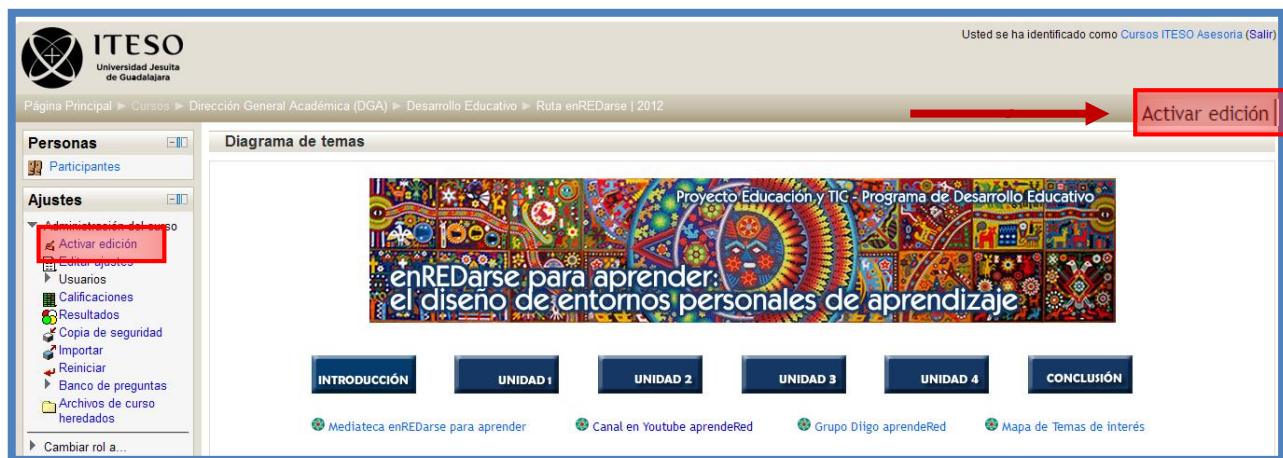 ITESO
Universidad Jesuita
de Guadalajara
Usted se ha identificado como Cursos ITESO Asesoria (Salir)
Página Principal ► Cursos ► Dirección General Académica (DGA) ► Desarrollo Educativo ► Ruta enREDarse | 2012
Activar edición
Personas
Participantes
Ajustes
Administración del curso
Activar edición
Editar ajustes
Usuarios
Calificaciones
Resultados
Copia de seguridad
Importar
Reiniciar
Banco de preguntas
Archivos de curso
heredados
Cambiar rol a...
Diagrama de temas
Proyecto Educación y TIC - Programa de Desarrollo Educativo
enREDarse para aprender:
el diseño de entornos personales de aprendizaje
INTRODUCCIÓN UNIDAD 1 UNIDAD 2 UNIDAD 3 UNIDAD 4 CONCLUSIÓN
Mediateca enREDarse para aprender Canal en Youtube aprendeRed Grupo Diigo aprendeRed Mapa de Temas de interés